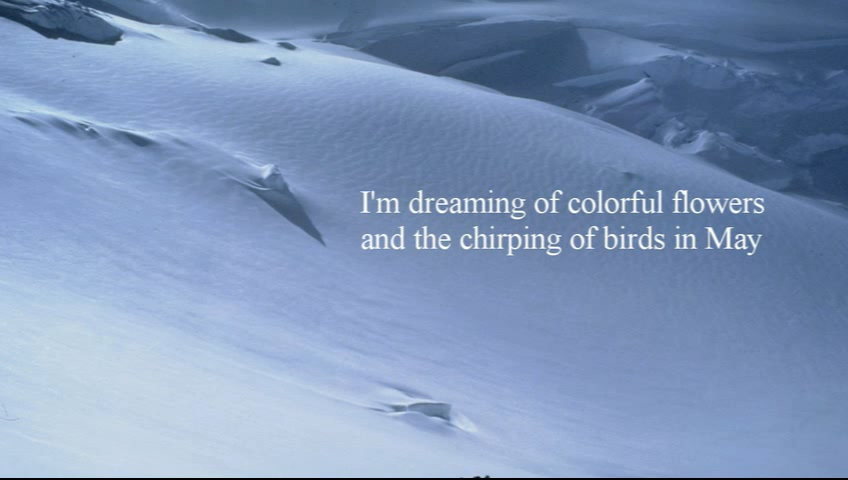 I'm dreaming of colorful flowers
and the chirping of birds in May